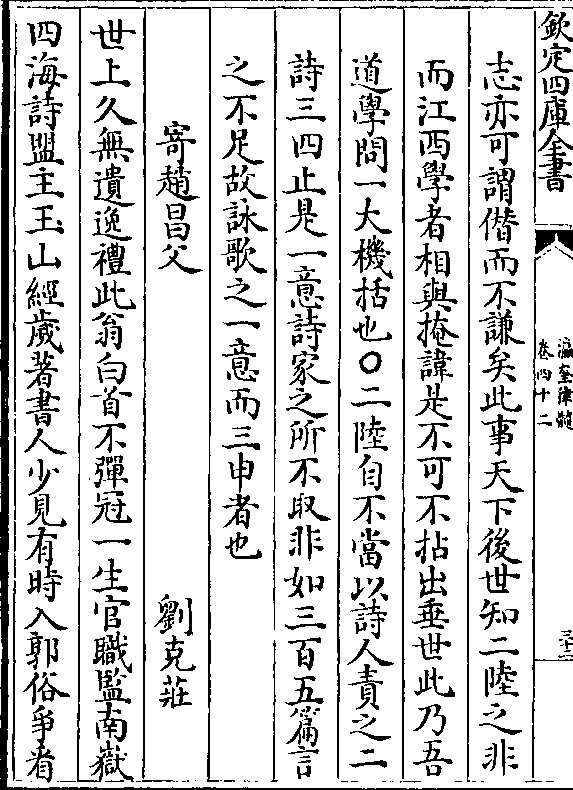 欽定四庫全書
瀛奎律髓
卷四十二
三十二
志亦可謂僭而不謙矣此事天下後世知二陸之非
而江西學者相與掩諱是不可不拈出垂世此乃吾
道學問一大機括也〇二陸自不當以詩人責之二
詩三四止是一意詩家之所不取非如三百五篇言
之不足故詠歌之一意而三申者也
寄趙昌父　劉克莊
世上久無遺逸禮此翁白首不彈冠一生官職監南嶽
四海詩盟主玉山經歲著書人少見有時入郭俗爭看